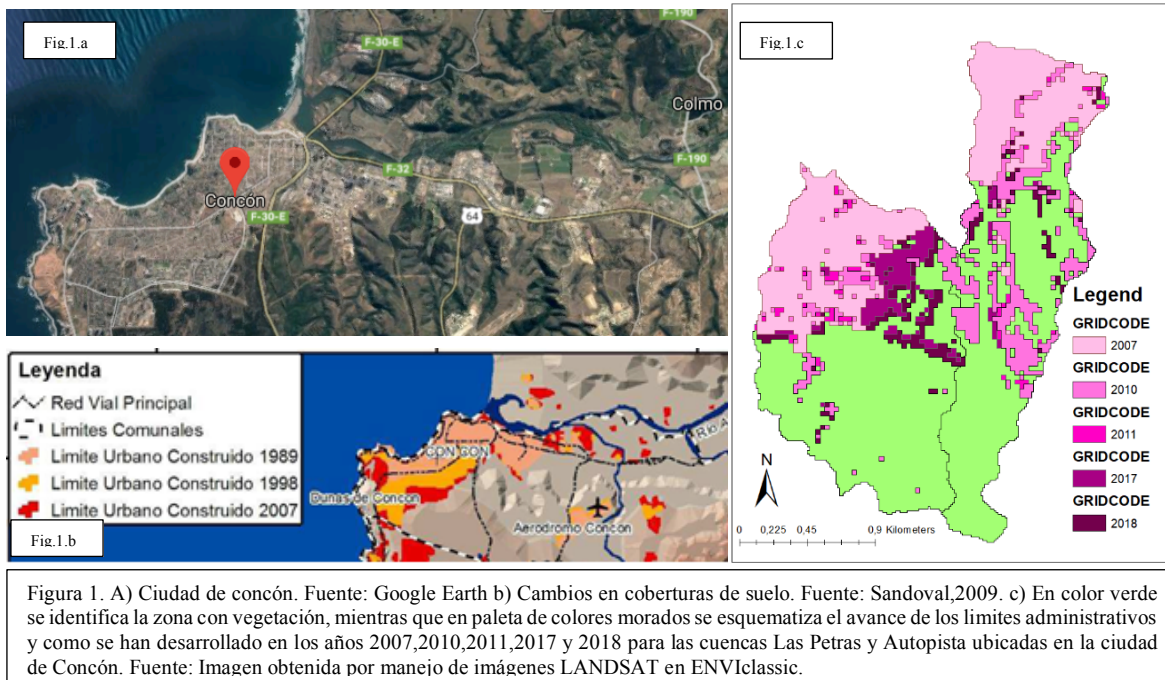 Fig.1.a
F-30-E
F-190
Colmo
F-190
F-32
Concón
F-30-E
64
Leyenda
Red Vial Principal
Limites Comunales
Limite Urbano Construido 1989
Limite Urbano Construido 1998
Limite Urbano Construido 2007
Fig.1.b
CON CON
Río A
Dunas de Concón
Aerodromo Concón
Fig.1.c
Legend
GRIDCODE
2007
GRIDCODE
2010
GRIDCODE
2011
GRIDCODE
2017
GRIDCODE
2018
N
0 0,225 0,45 0,9 Kilometers
Figura 1. A) Ciudad de concón. Fuente: Google Earth b) Cambios en coberturas de suelo. Fuente: Sandoval,2009. c) En color verde
se identifica la zona con vegetación, mientras que en paleta de colores morados se esquematiza el avance de los limites administrativos
y como se han desarrollado en los años 2007,2010,2011,2017 y 2018 para las cuencas Las Petras y Autopista ubicadas en la ciudad
de Concón. Fuente: Imagen obtenida por manejo de imágenes LANDSAT en ENVIclassic.